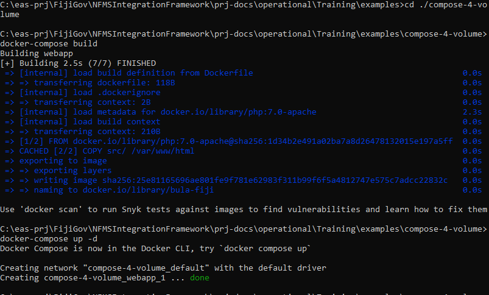 C:\eas-prj\FijiGov\NFMSIntegrationFramework\prj-docs\operational\Training\examples>cd ./compose-4-vo
lume
C:\eas-prj\FijiGov\NFMSIntegrationFramework\prj-docs\operational\Training\examples\compose-4-volume>
docker-compose build
Building webapp
[+] Building 2.5s (7/7) FINISHED
=> [internal] load build definition from Dockerfile 0.0s
=> => transferring dockerfile: 118B 0.0s
=> [internal] load .dockerignore 0.0s
=> => transferring context: 2B 0.0s
=> [internal] load metadata for docker.io/library/php:7.0-apache 2.3s
=> [internal] load build context 0.0s
=> => transferring context: 210B 0.0s
=> [1/2] FROM docker.io/library/php:7.0-apache@sha256:1d34b2e491a02ba7a8d26478132015e197a5ff 0.0s
=> CACHED [2/2] COPY src/ /var/www/html 0.0s
=> exporting to image 0.0s
=> => exporting layers 0.0s
=> => writing image 0.0s
=> => naming to docker.io/library/bula-fiji 0.0s
Use 'docker scan' to run Snyk tests against images to find vulnerabilities and learn how to fix them
C:\eas-prj\FijiGov\NFMSIntegrationFramework\prj-docs\operational\Training\examples\compose-4-volume>
docker-compose up -d
Docker Compose is now in the Docker CLI, try `docker compose up`
Creating network "compose-4-volume_default" with the default driver
Creating compose-4-volume_webapp_1 ... done